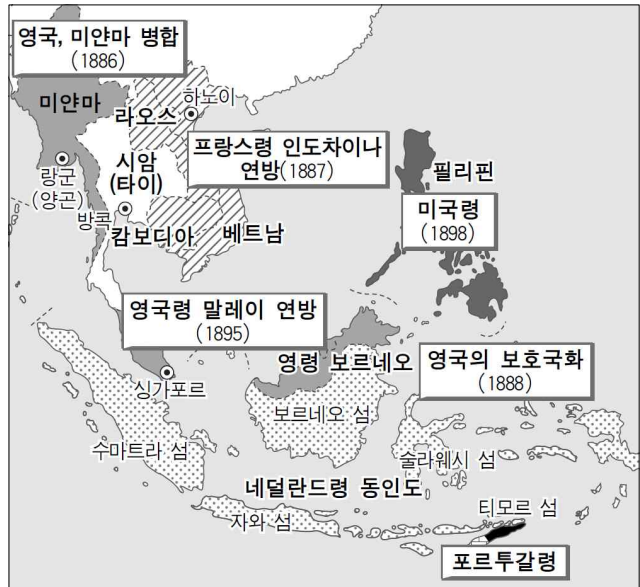 영국, 미얀마 병합
(1886)
미얀마
라오스
하노이
프랑스령 인도차이나
연방(1887)
시암
(타이)
랑군
(양곤)
방콕
캄보디아
베트남
필리핀
미국령
(1898)
영국령 말레이 연방
(1895)
영령 보르네오
영국의 보호국화
(1888)
싱가포르
보르네오 섬
수마트라 섬
술라웨시 섬
네덜란드령 동인도
티모르 섬
자와 섬
포르투갈령